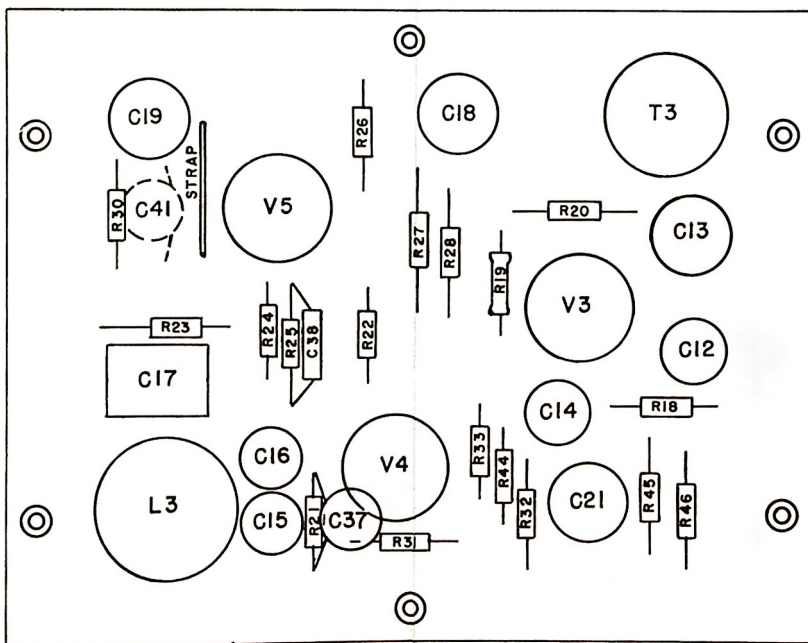 C19
R26
C18
T3
STRAP
R30
C41
V5
R27
R28
R20
C13
R19
V3
R23
R24
R25
C38
R22
C12
C17
C14
R18
R33
C16
V4
R44
L3
C15
R21
C37
R31
R32
C21
R45
R46